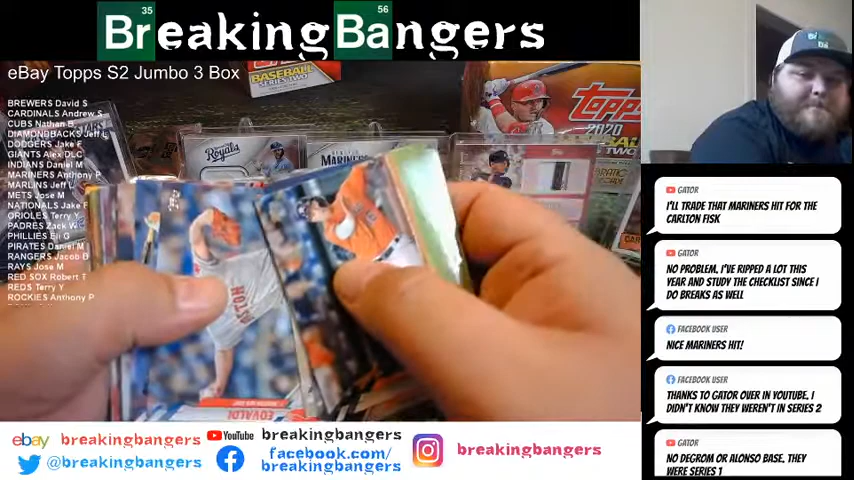 35
56
BreakingBangers
eBay Topps S2 Jumbo 3 Box
BREWERS David S
CARDINALS Andrew S
CUBS Nathan B
DIAMONDBACKS Jeff L
DODGERS Jake F
GIANTS Alex DLC
INDIANS Daniel M
MARINERS Anthony P
MARLINS Jeff L
METS Jose M
NATIONALS Jake F
ORIOLES Terry Y
PADRES Zack W
PHILLIES Eli G
PIRATES Daniel M
RANGERS Jacob B
RAYS Jose M
RED SOX Robert T
REDS Terry Y
ROCKIES Anthony P
BASEBALL
SERIES TWO
Topps
2020
Royals
MARINERS
EOVALDI
GATOR
I'LL TRADE THAT MARINERS HIT FOR THE
CARLTON FISK
GATOR
NO PROBLEM. I'VE RIPPED A LOT THIS
YEAR AND STUDY THE CHECKLIST SINCE I
DO BREAKS AS WELL
FACEBOOK USER
NICE MARINERS HIT!
FACEBOOK USER
THANKS TO GATOR OVER IN YOUTUBE, I
DIDN'T KNOW THEY WEREN'T IN SERIES 2
GATOR
NO DEGROM OR ALONSO BASE, THEY
WERE SERIES 1
ebay breakingbangers
YouTube breakingbangers
@breakingbangers
facebook.com/
breakingbangers
breakingbangers